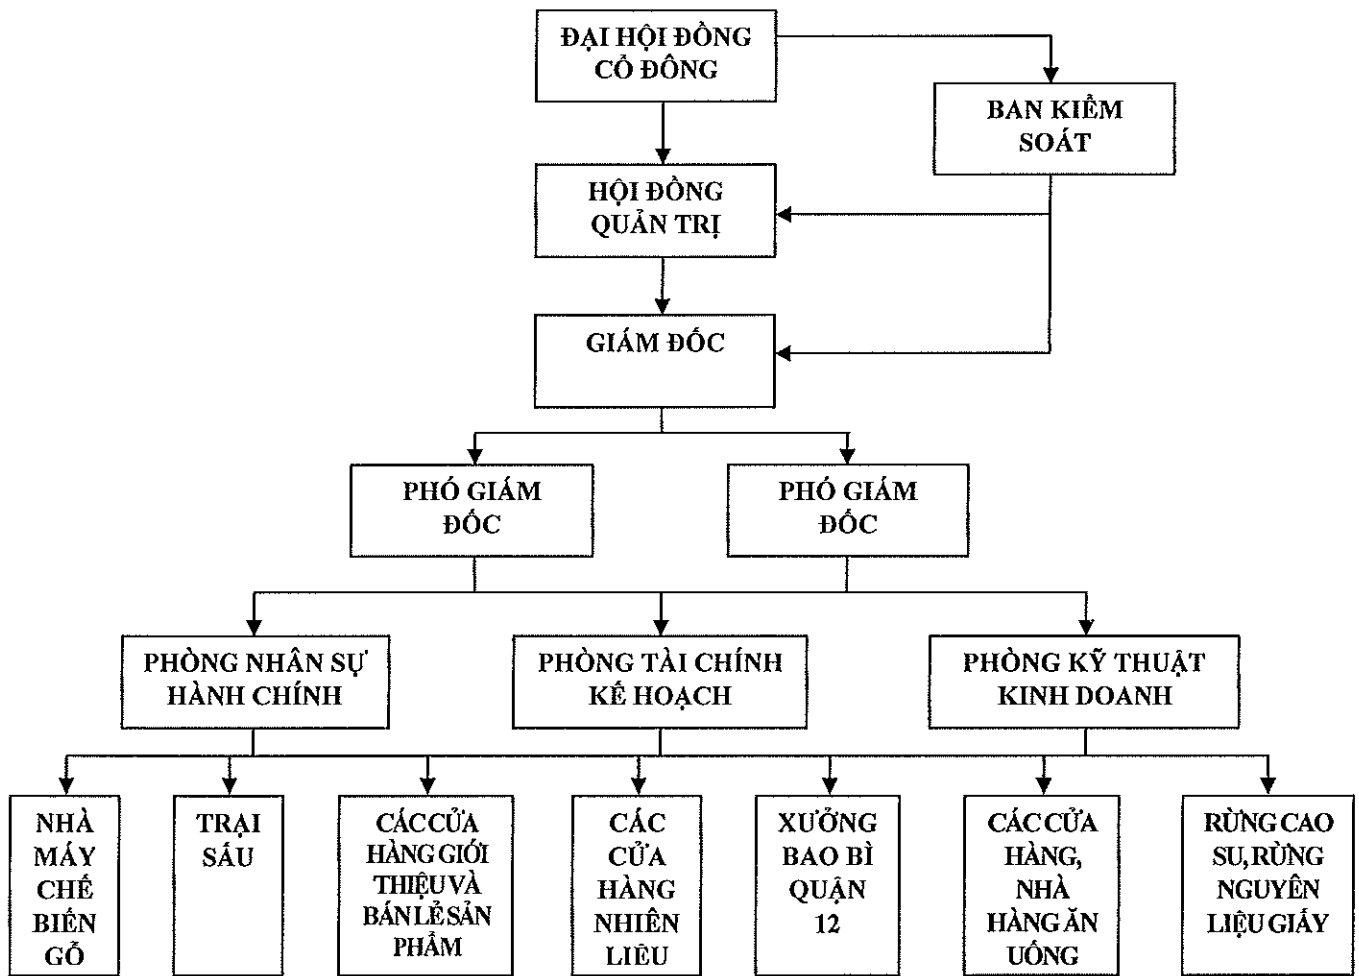 ĐẠI HỘI ĐỒNG
CỔ ĐÔNG
BAN KIỂM
SOÁT
HỘI ĐỒNG
QUẢN TRỊ
GIÁM ĐỐC
PHÓ GIÁM
ĐỐC
PHÓ GIÁM
ĐỐC
PHÒNG NHÂN SỰ
HÀNH CHÍNH
PHÒNG TÀI CHÍNH
KẾ HOẠCH
PHÒNG KỸ THUẬT
KINH DOANH
NHÀ
MÁY
CHẾ
BIẾN
GỖ
TRẠI
SẤU
CÁC CỬA
HÀNG GIỚI
THIỆU VÀ
BÁN LẺ SẢN
PHẨM
CÁC
CỬA
HÀNG
NHIÊN
LIỆU
XƯỞNG
BAO BÌ
QUẬN
12
CÁC CỬA
HÀNG,
NHÀ
HÀNG ĂN
UỐNG
RỪNG CAO
SU, RỪNG
NGUYÊN
LIỆU GIẤY